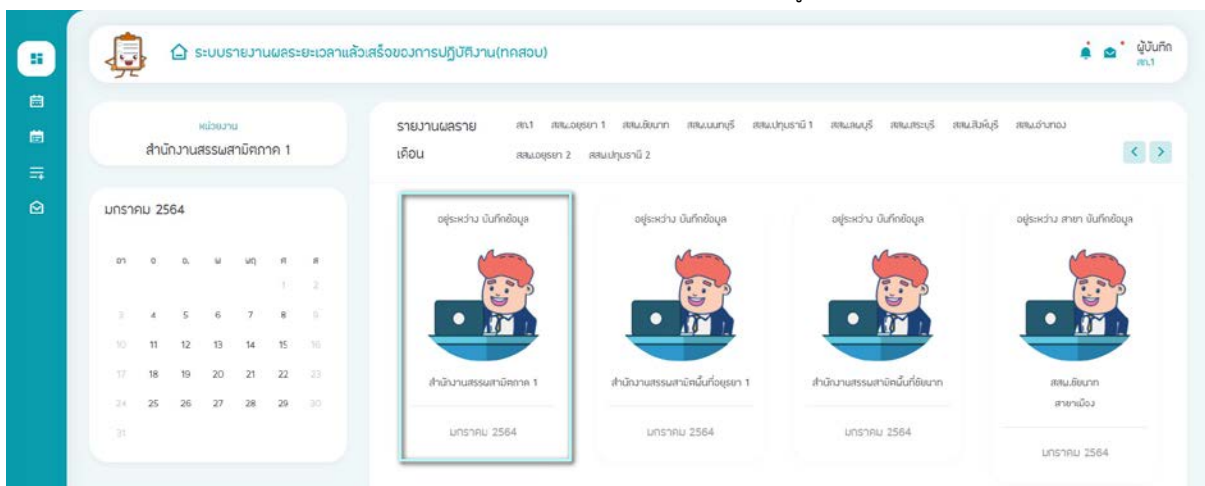 ระบบรายงานผลระยะเวลาแล้วเสร็จของการปฏิบัติงาน(ทดสอบ)
ผู้บันทึก
สภ.1
หน่วยงาน
สำนักงานสรรพสามิตภาค 1
มกราคม 2564
อา จ อ. พ พฤ ศ ส
1 2
3 4 5 6 7 8 9
10 11 12 13 14 15 16
17 18 19 20 21 22 23
24 25 26 27 28 29 30
31
รายงานผลราย
เดือน
สภ.1 สสพ.อยุธยา 1 สสพ.ชัยนาท สสพ.นนทบุรี สสพ.ปทุมธานี 1 สสพ.ลพบุรี สสพ.สระบุรี สสพ.สิงห์บุรี สสพ.อ่างทอง
สสพ.อยุธยา 2 สสพ.ปทุมธานี 2
อยู่ระหว่าง บันทึกข้อมูล
สำนักงานสรรพสามิตภาค 1
มกราคม 2564
อยู่ระหว่าง บันทึกข้อมูล
สำนักงานสรรพสามิตพื้นที่อยุธยา 1
มกราคม 2564
อยู่ระหว่าง บันทึกข้อมูล
สำนักงานสรรพสามิตพื้นที่ชัยนาท
มกราคม 2564
อยู่ระหว่าง สาขา บันทึกข้อมูล
สสพ.ชัยนาท
สาขาเมือง
มกราคม 2564